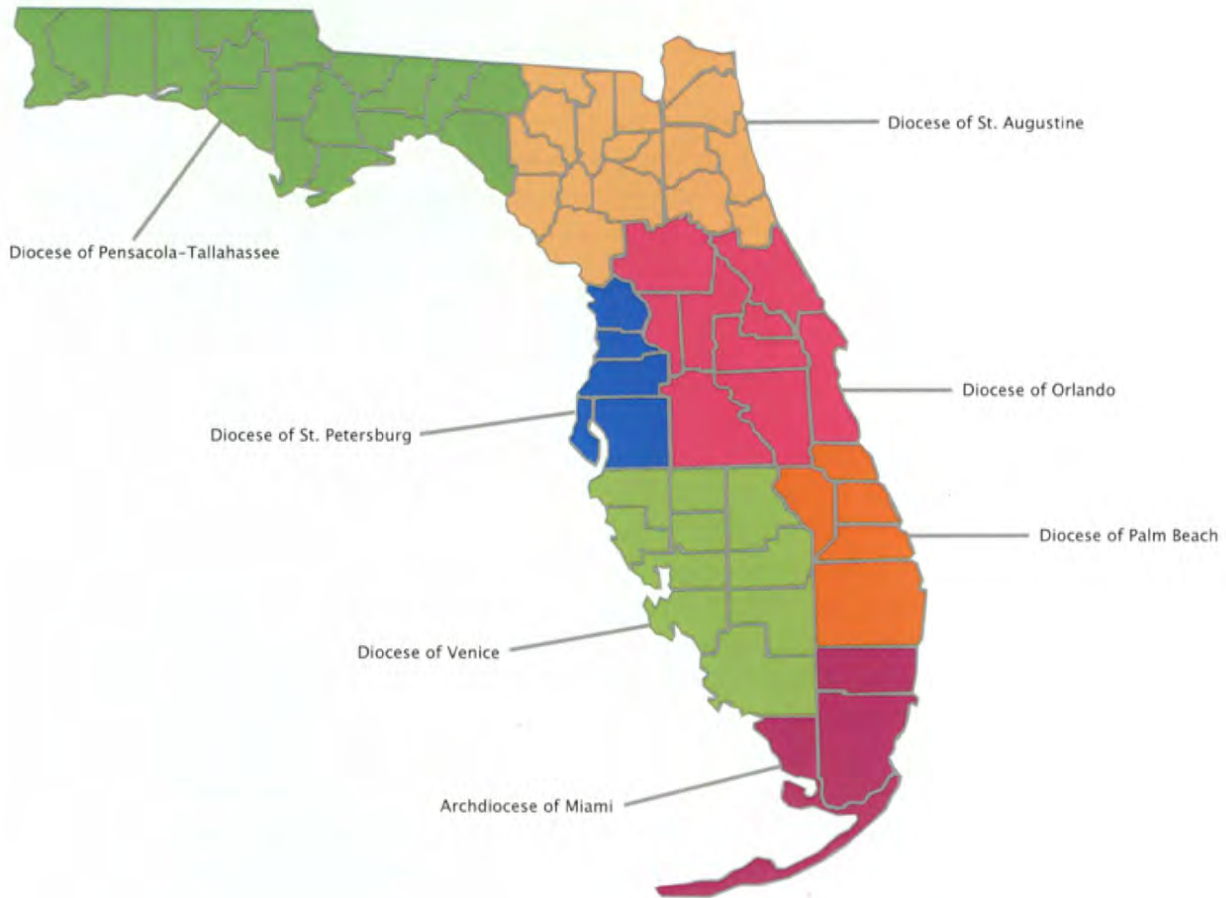 Diocese of St. Augustine
Diocese of Pensacola-Tallahassee
Diocese of Orlando
Diocese of St. Petersburg
Diocese of Palm Beach
Diocese of Venice
Archdiocese of Miami